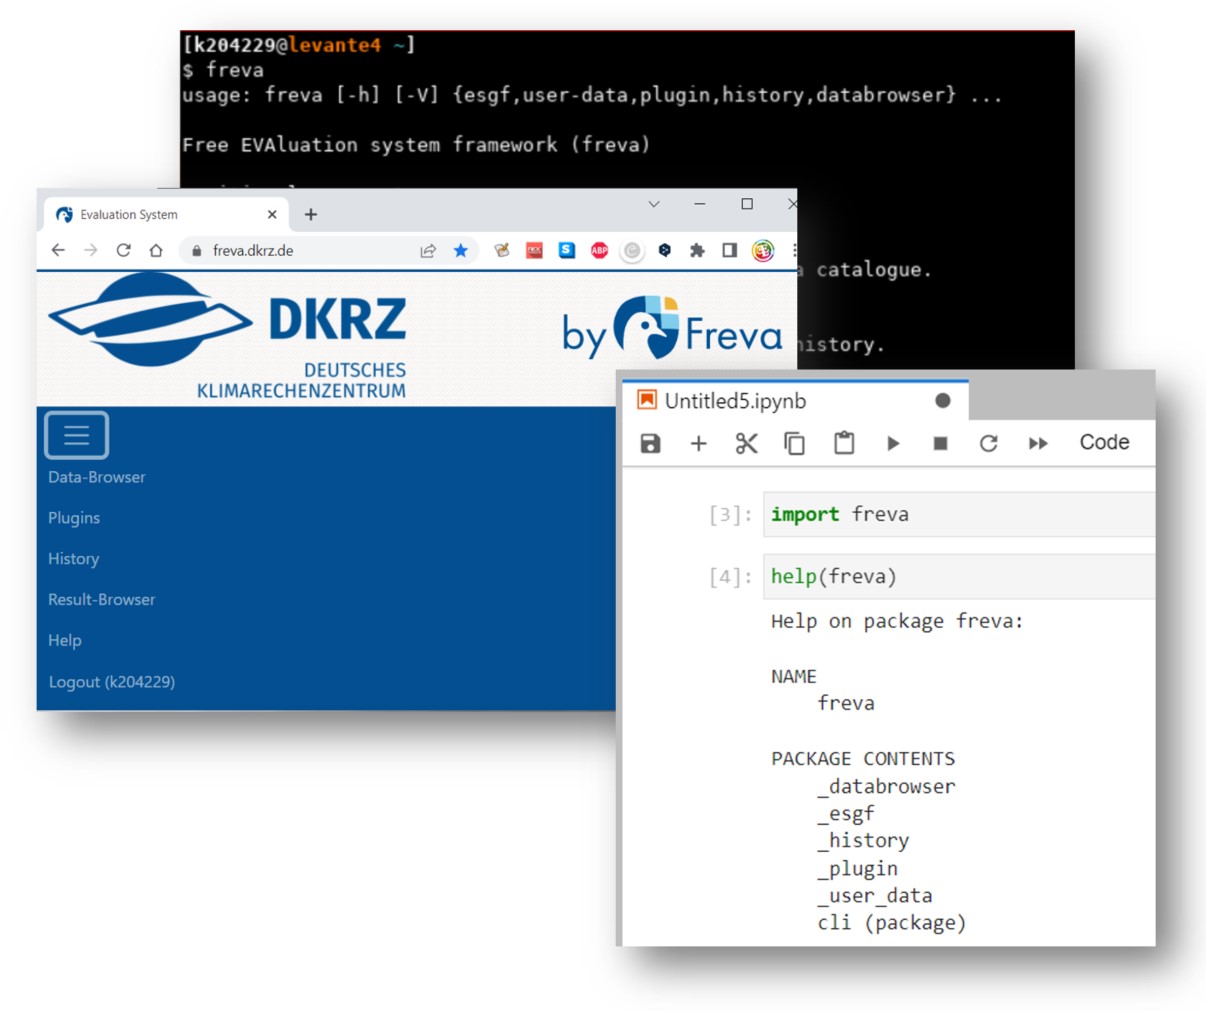 [k204229@levante4 ~]
$ freva
usage: freva [-h] [-V] {esgf,user-data,plugin,history,databrowser} ...
Free EVAluation system framework (freva)
catalogue.
history.
Evaluation System
freva.dkrz.de
ABP
DKRZ
DEUTSCHES
KLIMARECHENZENTRUM
by Freva
Data-Browser
Plugins
History
Result-Browser
Help
Logout (k204229)
Untitled5.ipynb
Code
[3]: import freva
[4]: help(freva)
Help on package freva:
NAME
freva
PACKAGE CONTENTS
_databrowser
_esgf
_history
_plugin
_user_data
cli (package)